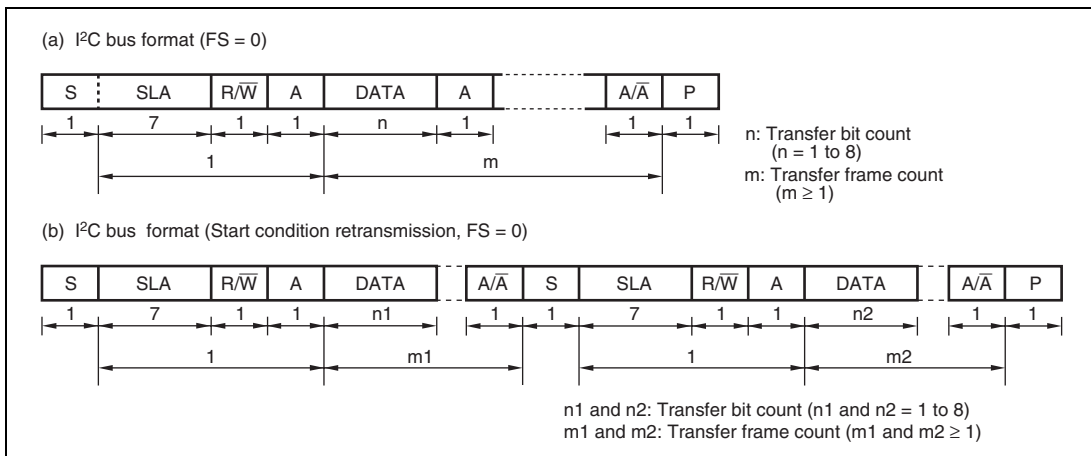 (a) I²C bus format (FS = 0)
S SLA R/W̅ A DATA A A/A̅ P
1 7 1 1 n 1 1 1
n: Transfer bit count
(n = 1 to 8)
1 m
m: Transfer frame count
(m ≥ 1)
(b) I²C bus format (Start condition retransmission, FS = 0)
S SLA R/W̅ A DATA A/A̅ S SLA R/W̅ A DATA A/A̅ P
1 7 1 1 n1 1 1 7 1 1 n2 1 1
1 m1 1 m2
n1 and n2: Transfer bit count (n1 and n2 = 1 to 8)
m1 and m2: Transfer frame count (m1 and m2 ≥ 1)